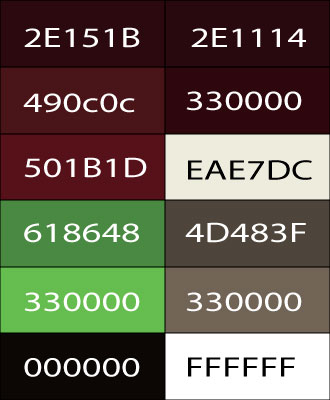 2E151B 2E1114
490c0c 330000
501B1D EAE7DC
618648 4D483F
330000 330000
000000 FFFFFF